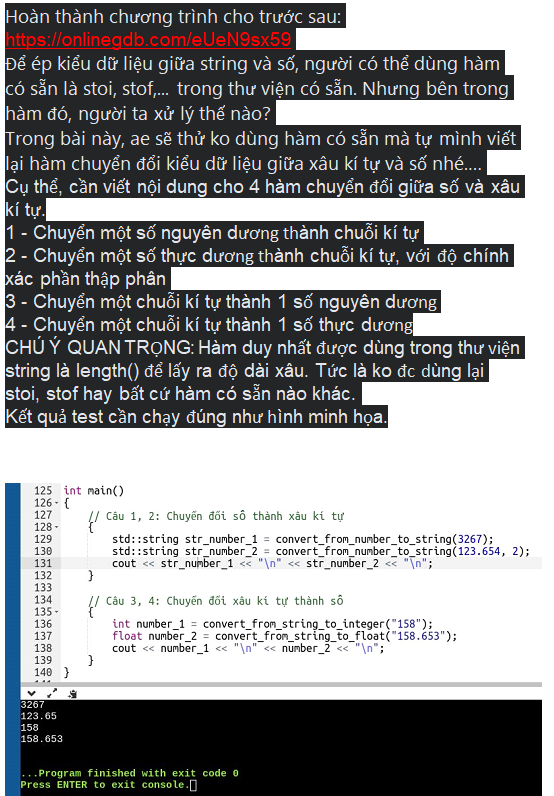 Hoàn thành chương trình cho trước sau:
https://onlinegdb.com/eUeN9sx59
Để ép kiểu dữ liệu giữa string và số, người có thể dùng hàm
có sẵn là stoi, stof,... trong thư viện có sẵn. Nhưng bên trong
hàm đó, người ta xử lý thế nào?
Trong bài này, ae sẽ thử ko dùng hàm có sẵn mà tự mình viết
lại hàm chuyển đổi kiểu dữ liệu giữa xâu kí tự và số nhé....
Cụ thể, cần viết nội dung cho 4 hàm chuyển đổi giữa số và xâu
kí tự.
1 - Chuyển một số nguyên dương thành chuỗi kí tự
2 - Chuyển một số thực dương thành chuỗi kí tự, với độ chính
xác phần thập phân
3 - Chuyển một chuỗi kí tự thành 1 số nguyên dương
4 - Chuyển một chuỗi kí tự thành 1 số thực dương
CHÚ Ý QUAN TRỌNG: Hàm duy nhất được dùng trong thư viện
string là length() để lấy ra độ dài xâu. Tức là ko đc dùng lại
stoi, stof hay bất cứ hàm có sẵn nào khác.
Kết quả test cần chạy đúng như hình minh họa.
125 int main()
126 {
127 // Câu 1, 2: Chuyển đổi số thành xâu kí tự
128 {
129 std::string str_number_1 = convert_from_number_to_string(3267);
130 std::string str_number_2 = convert_from_number_to_string(123.654, 2);
131 cout << str_number_1 << "\n" << str_number_2 << "\n";
132 }
133
134 // Câu 3, 4: Chuyển đổi xâu kí tự thành số
135 {
136 int number_1 = convert_from_string_to_integer("158");
137 float number_2 = convert_from_string_to_float("158.653");
138 cout << number_1 << "\n" << number_2 << "\n";
139 }
140 }
3267
123.65
158
158.653
...Program finished with exit code 0
Press ENTER to exit console.